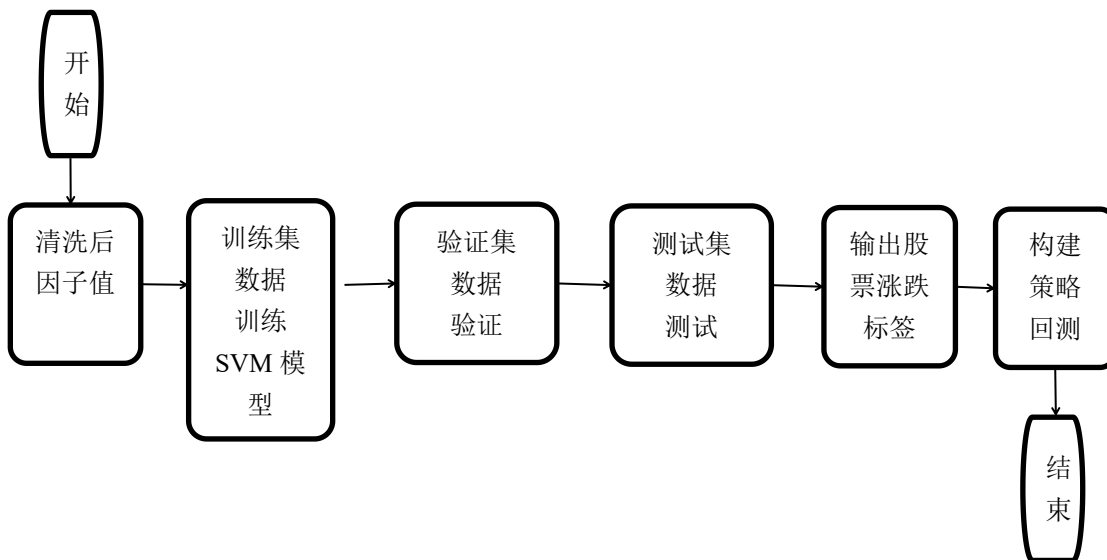 开
始
清洗后
因子值
训练集
数据
训练
SVM 模
型
验证集
数据
验证
测试集
数据
测试
输出股
票涨跌
标签
构建
策略
回测
结
束